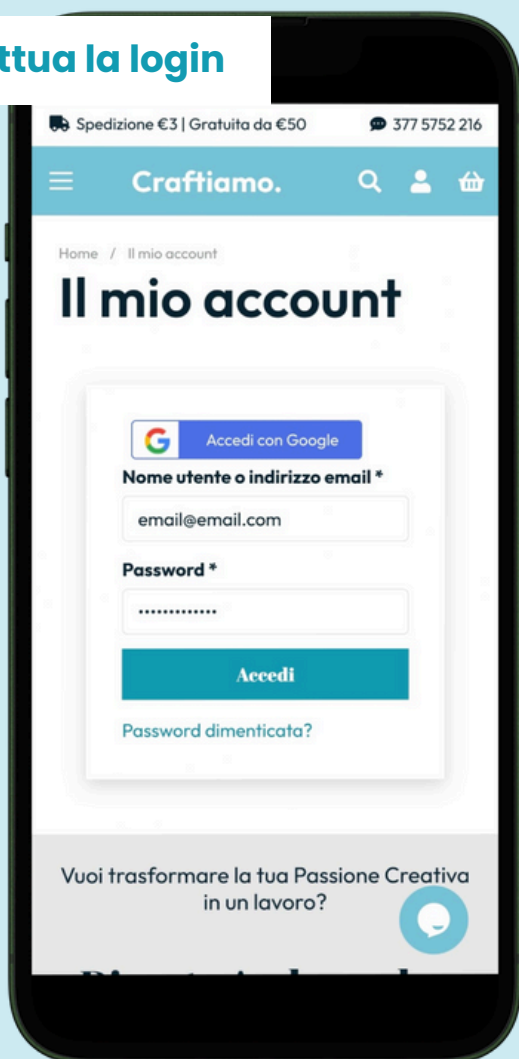 la login
Spedizione €3 | Gratuita da €50 377 5752 216
Craftiamo.
Home / Il mio account
Il mio account
G Accedi con Google
Nome utente o indirizzo email *
email@email.com
Password *
•••••••••••••
Accedi
Password dimenticata?
Vuoi trasformare la tua Passione Creativa
in un lavoro?